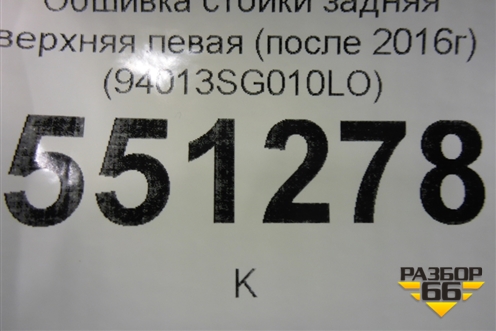 Обшивка стойки задняя
верхняя левая (после 2016г)
(94013SG010LO)
551278
К
РАЗБОР
66